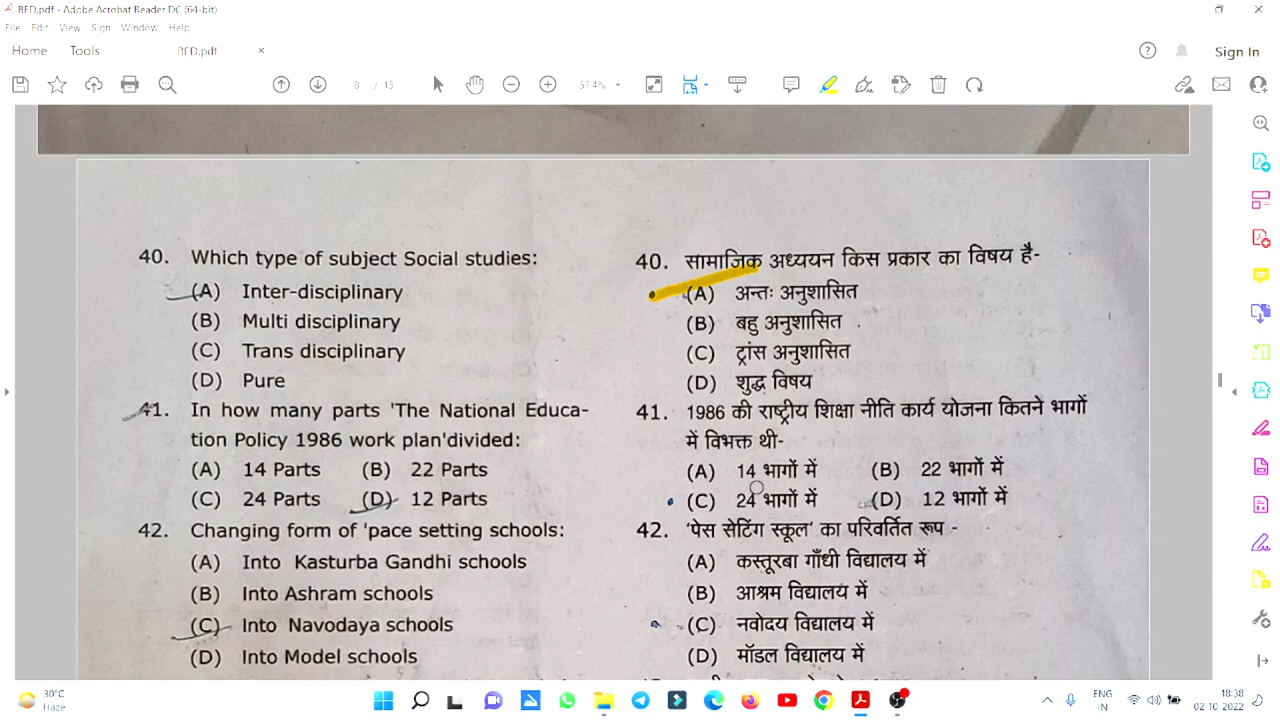 BED.pdf - Adobe Acrobat Reader DC (64-bit)
File Edit View Sign Window Help
Home Tools BED.pdf ×
Sign In
8 / 15
57.4%
40. Which type of subject Social studies:
(A) Inter-disciplinary
(B) Multi disciplinary
(C) Trans disciplinary
(D) Pure
41. In how many parts 'The National Educa-
tion Policy 1986 work plan'divided:
(A) 14 Parts (B) 22 Parts
(C) 24 Parts (D) 12 Parts
42. Changing form of 'pace setting schools:
(A) Into Kasturba Gandhi schools
(B) Into Ashram schools
(C) Into Navodaya schools
(D) Into Model schools
40. सामाजिक अध्ययन किस प्रकार का विषय है-
(A) अन्तः अनुशासित
(B) बहु अनुशासित
(C) ट्रांस अनुशासित
(D) शुद्ध विषय
41. 1986 की राष्ट्रीय शिक्षा नीति कार्य योजना कितने भागों
में विभक्त थी-
(A) 14 भागों में (B) 22 भागों में
(C) 24 भागों में (D) 12 भागों में
42. 'पेस सेटिंग स्कूल' का परिवर्तित रूप -
(A) कस्तूरबा गाँधी विद्यालय में
(B) आश्रम विद्यालय में
(C) नवोदय विद्यालय में
(D) मॉडल विद्यालय में
30°C
Haze
ENG
IN
18:38
02-10-2022